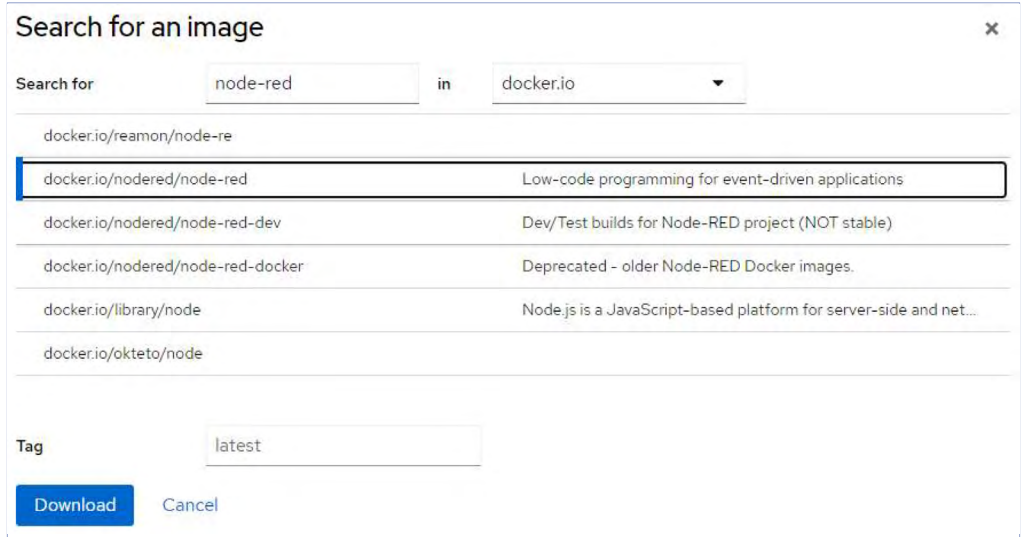 Search for an image
Search for node-red in docker.io
docker.io/reamon/node-re
docker.io/nodered/node-red Low-code programming for event-driven applications
docker.io/nodered/node-red-dev Dev/Test builds for Node-RED project (NOT stable)
docker.io/nodered/node-red-docker Deprecated - older Node-RED Docker images.
docker.io/library/node Node.js is a JavaScript-based platform for server-side and net...
docker.io/okteto/node
Tag latest
Download Cancel